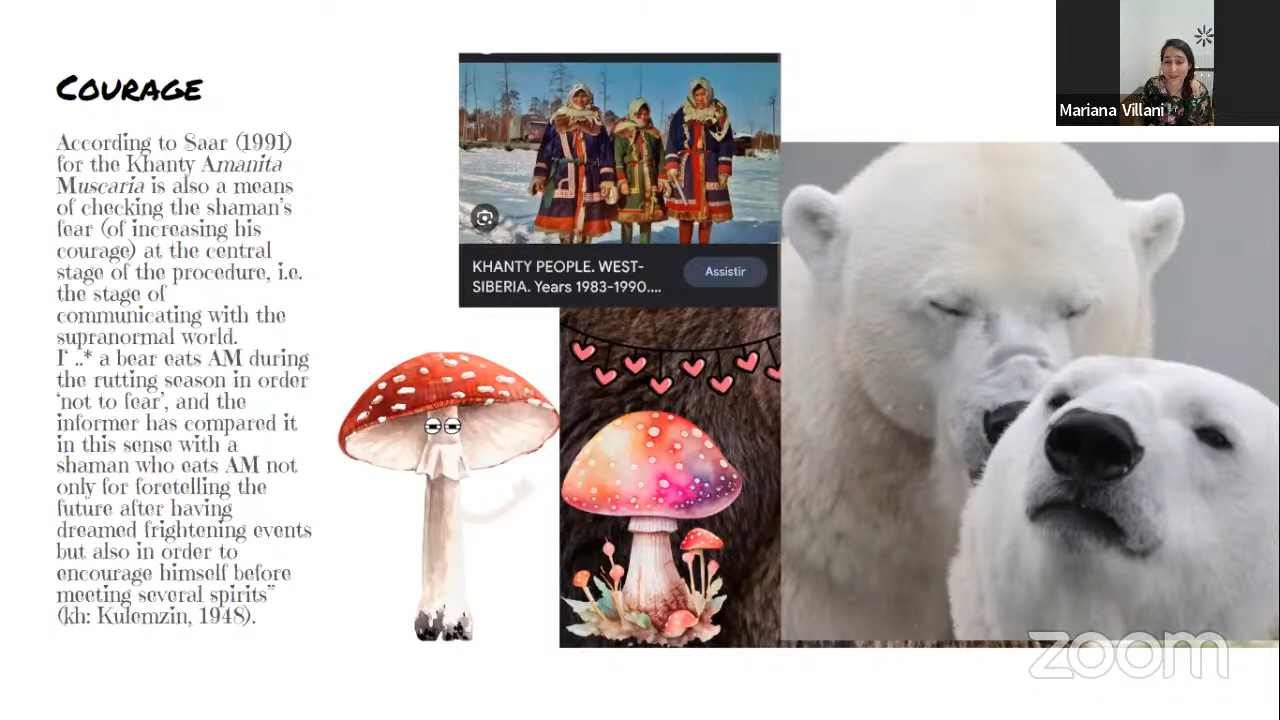 COURAGE
According to Saar (1991)
for the Khanty Amanita
Muscaria is also a means
of checking the shaman's
fear (of increasing his
courage) at the central
stage of the procedure, i.e.
the stage of
communicating with the
supranormal world.
I" ..* a bear eats AM during
the rutting season in order
'not to fear', and the
informer has compared it
in this sense with a
shaman who eats AM not
only for foretelling the
future after having
dreamed frightening events
but also in order to
encourage himself before
meeting several spirits"
(kh: Kulemzin, 1948).
KHANTY PEOPLE. WEST-
SIBERIA. Years 1983-1990....
Assistir
Mariana Villani
zoom